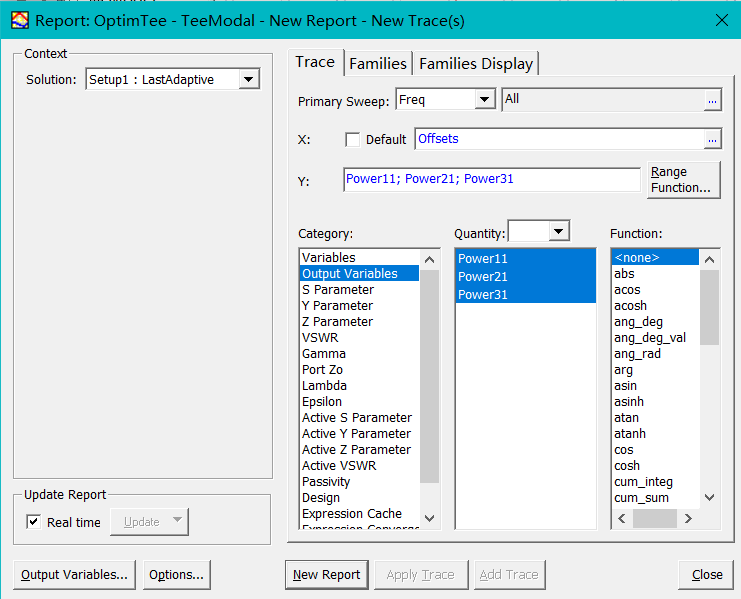 Report: OptimTee - TeeModal - New Report - New Trace(s)
Context
Solution: Setup1 : LastAdaptive
Trace Families Families Display
Primary Sweep: Freq All ...
X: Default Offsets ...
Y: Power11; Power21; Power31
Range Function...
Category:
Variables
Output Variables
S Parameter
Y Parameter
Z Parameter
VSWR
Gamma
Port Zo
Lambda
Epsilon
Active S Parameter
Active Y Parameter
Active Z Parameter
Active VSWR
Passivity
Design
Expression Cache
Expression Converge
Quantity:
Power11
Power21
Power31
Function:
<none>
abs
acos
acosh
ang_deg
ang_deg_val
ang_rad
arg
asin
asinh
atan
atanh
cos
cosh
cum_integ
cum_sum
Update Report
Real time Update
Output Variables... Options... New Report Apply Trace Add Trace Close